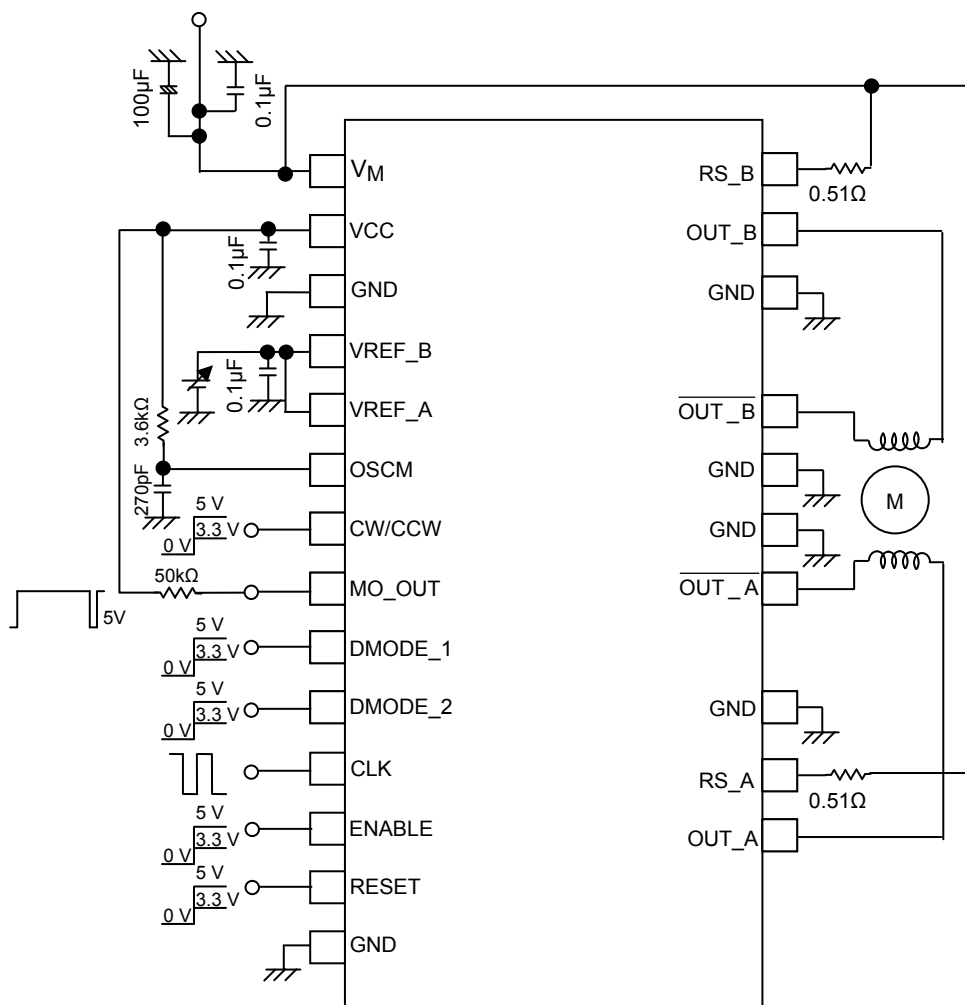 100µF
0.1µF
VM
VCC
0.1µF
GND
VREF_B
0.1µF
VREF_A
3.6kΩ
OSCM
270pF
5 V
3.3 V
0 V
CW/CCW
50kΩ
MO_OUT
5V
5 V
3.3 V
0 V
DMODE_1
5 V
3.3 V
0 V
DMODE_2
CLK
5 V
3.3 V
0 V
ENABLE
5 V
3.3 V
0 V
RESET
GND
RS_B
0.51Ω
OUT_B
GND
OUT_B
GND
M
GND
OUT_A
GND
RS_A
0.51Ω
OUT_A